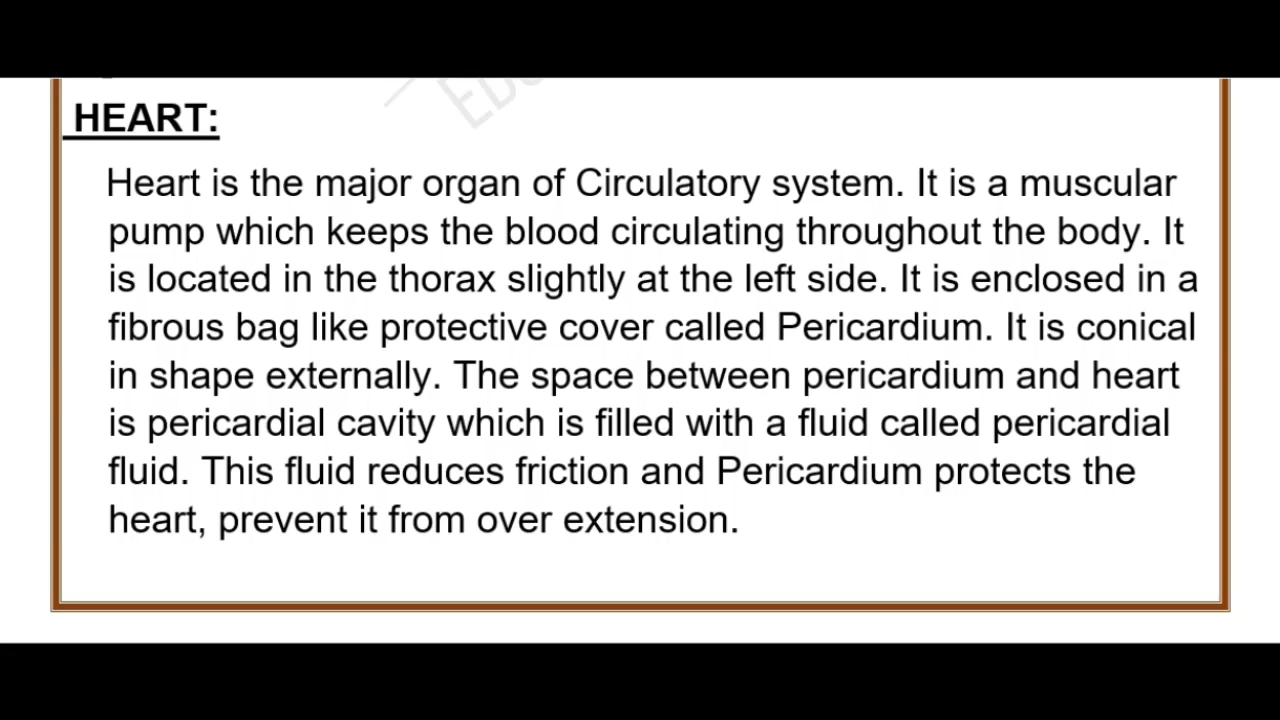 HEART:
Heart is the major organ of Circulatory system. It is a muscular
pump which keeps the blood circulating throughout the body. It
is located in the thorax slightly at the left side. It is enclosed in a
fibrous bag like protective cover called Pericardium. It is conical
in shape externally. The space between pericardium and heart
is pericardial cavity which is filled with a fluid called pericardial
fluid. This fluid reduces friction and Pericardium protects the
heart, prevent it from over extension.